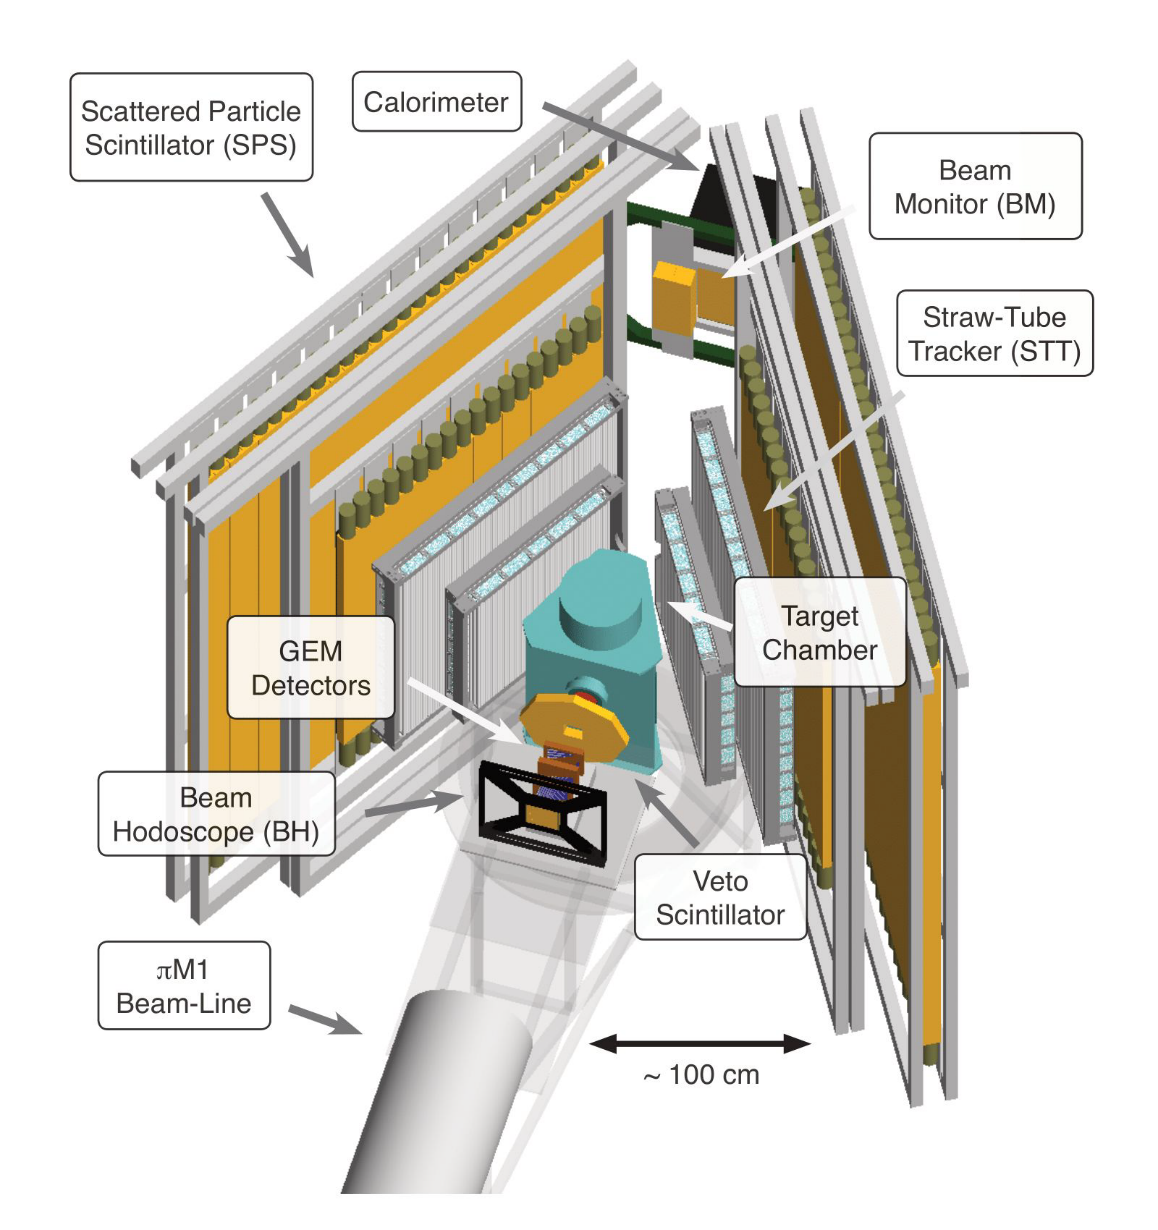 Scattered Particle
Scintillator (SPS)
Calorimeter
Beam
Monitor (BM)
Straw-Tube
Tracker (STT)
Target
Chamber
GEM
Detectors
Beam
Hodoscope (BH)
Veto
Scintillator
πM1
Beam-Line
~ 100 cm